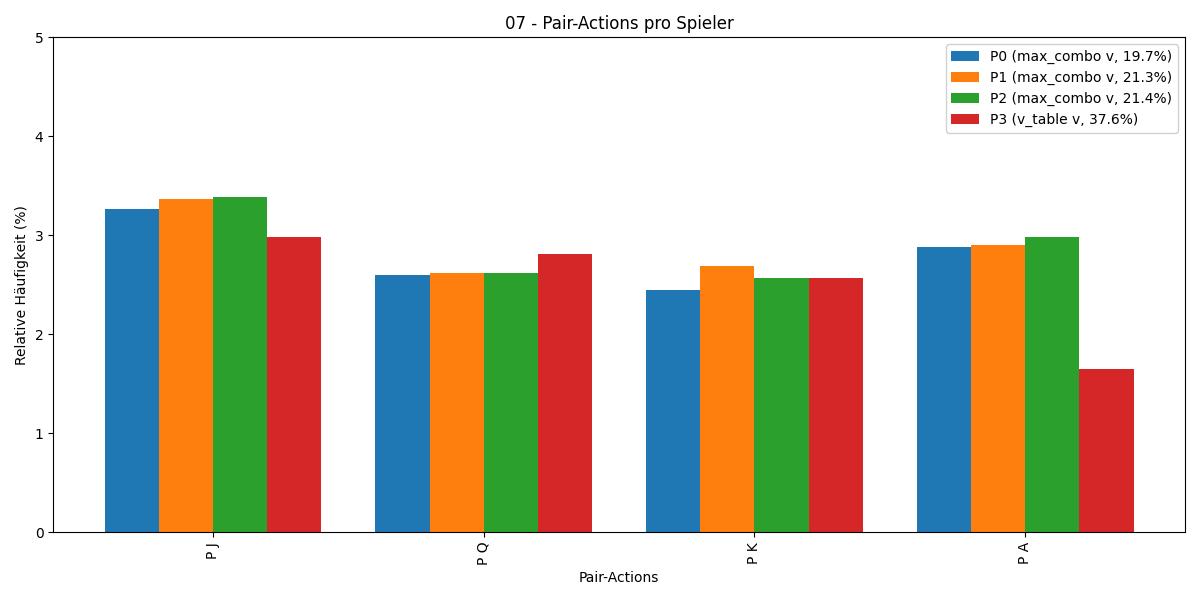 07 - Pair-Actions pro Spieler
P0 (max_combo v, 19.7%)
P1 (max_combo v, 21.3%)
P2 (max_combo v, 21.4%)
P3 (v_table v, 37.6%)
Relative Häufigkeit (%)
5
4
3
2
1
0
P J
P Q
P K
P A
Pair-Actions